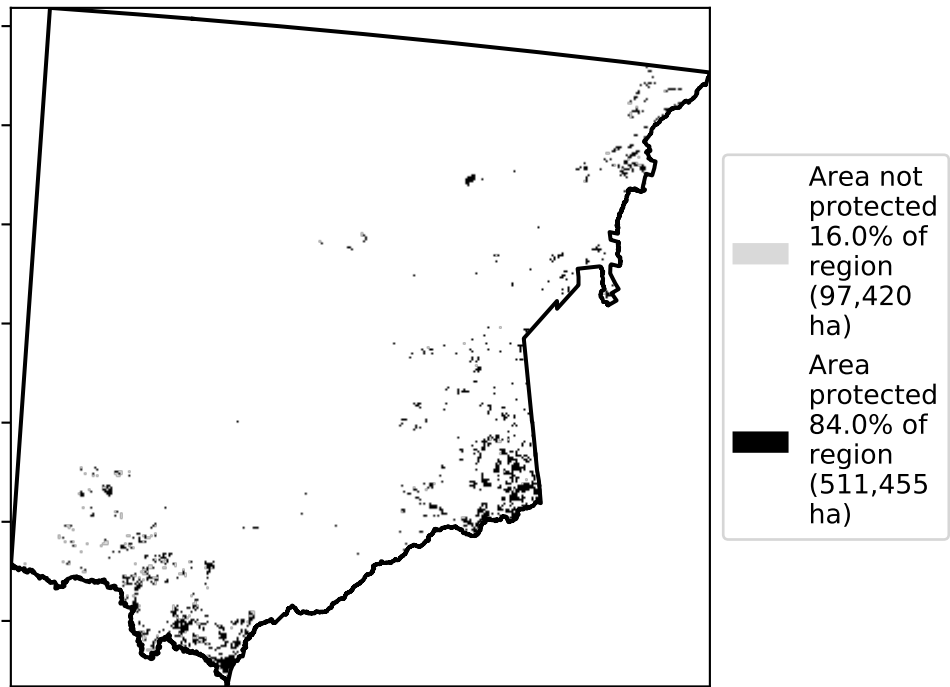 Area not
protected
16.0% of
region
(97,420
ha)
Area
protected
84.0% of
region
(511,455
ha)